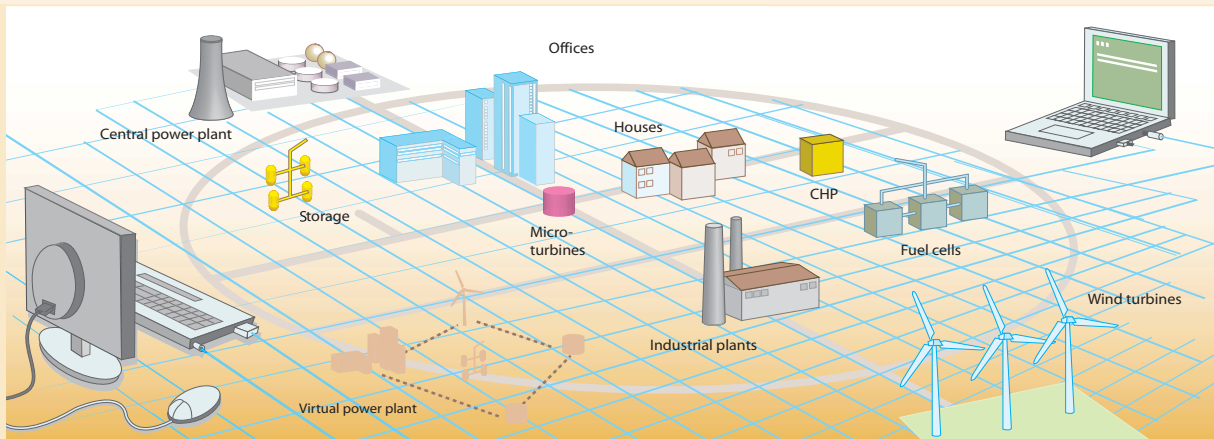 Offices
Central power plant
Houses
CHP
Storage
Micro-
turbines
Fuel cells
Wind turbines
Industrial plants
Virtual power plant